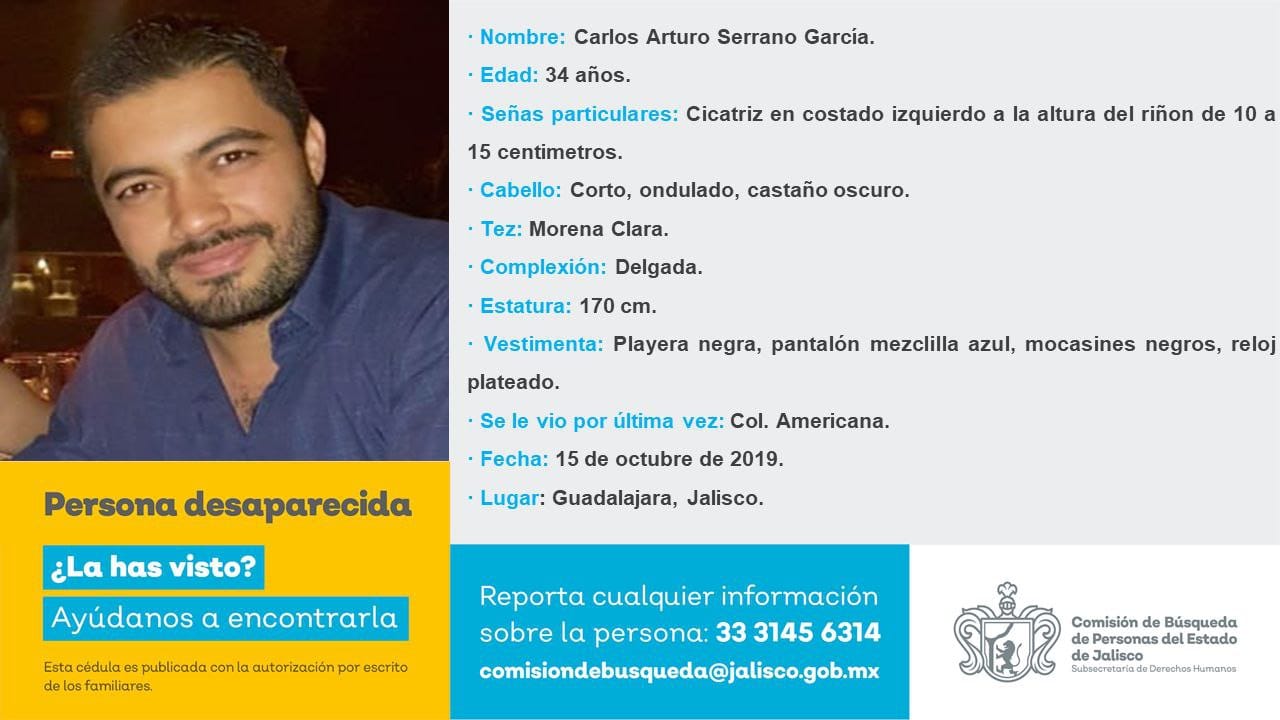 · Nombre: Carlos Arturo Serrano García.
· Edad: 34 años.
· Señas particulares: Cicatriz en costado izquierdo a la altura del riñon de 10 a
15 centimetros.
· Cabello: Corto, ondulado, castaño oscuro.
· Tez: Morena Clara.
· Complexión: Delgada.
· Estatura: 170 cm.
· Vestimenta: Playera negra, pantalón mezclilla azul, mocasines negros, reloj
plateado.
· Se le vio por última vez: Col. Americana.
· Fecha: 15 de octubre de 2019.
· Lugar: Guadalajara, Jalisco.
Persona desaparecida
¿La has visto?
Ayúdanos a encontrarla
Esta cédula es publicada con la autorización por escrito
de los familiares.
Reporta cualquier información
sobre la persona: 33 3145 6314
comisiondebusqueda@jalisco.gob.mx
Comisión de Búsqueda
de Personas del Estado
de Jalisco
Subsecretaría de Derechos Humanos